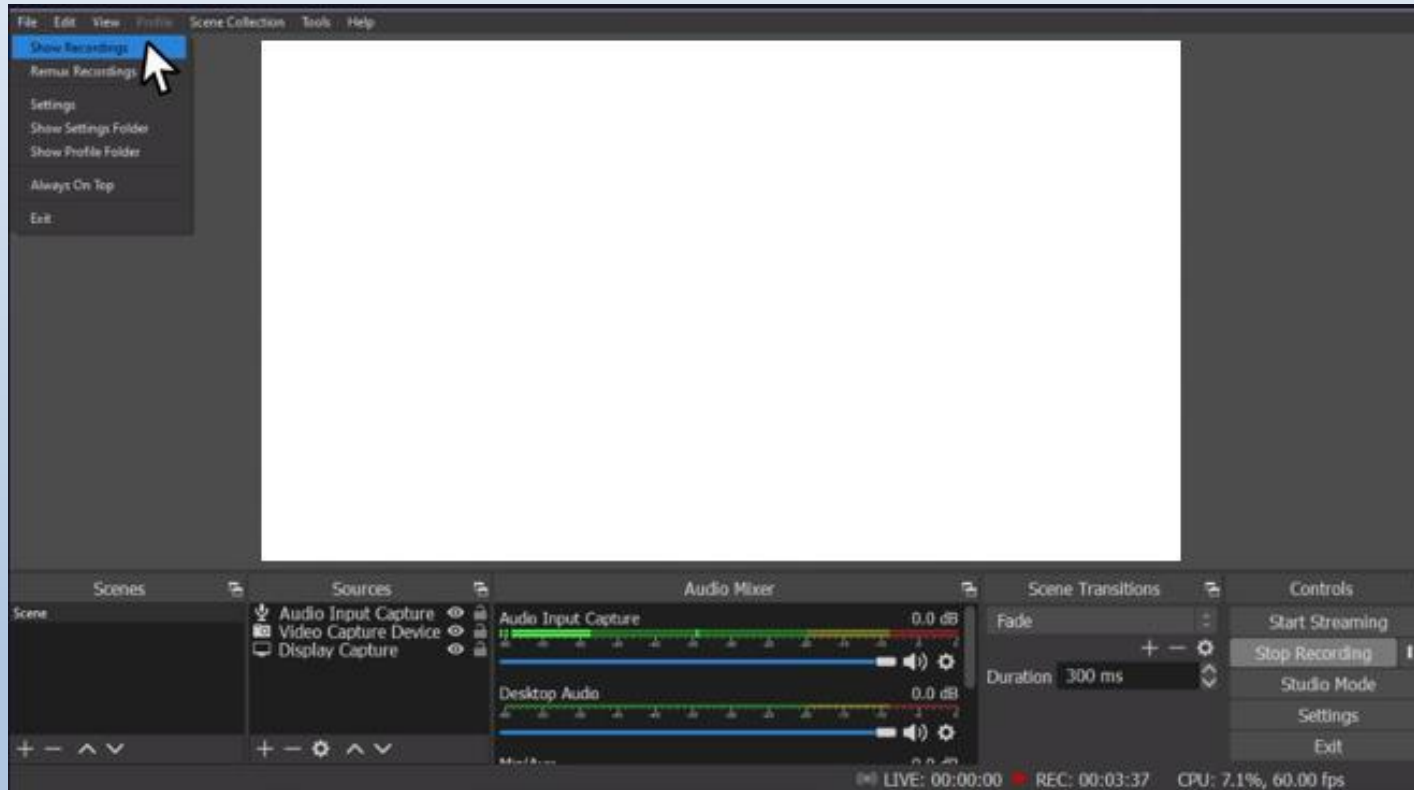 File Edit View Profile Scene Collection Tools Help
Show Recordings
Remux Recordings
Settings
Show Settings Folder
Show Profile Folder
Always On Top
Exit
Scenes
Scene
Sources
Audio Input Capture
Video Capture Device
Display Capture
Audio Mixer
Audio Input Capture 0.0 dB
Desktop Audio 0.0 dB
Scene Transitions
Fade
Duration 300 ms
Controls
Start Streaming
Stop Recording
Studio Mode
Settings
Exit
LIVE: 00:00:00 REC: 00:03:37 CPU: 7.1%, 60.00 fps